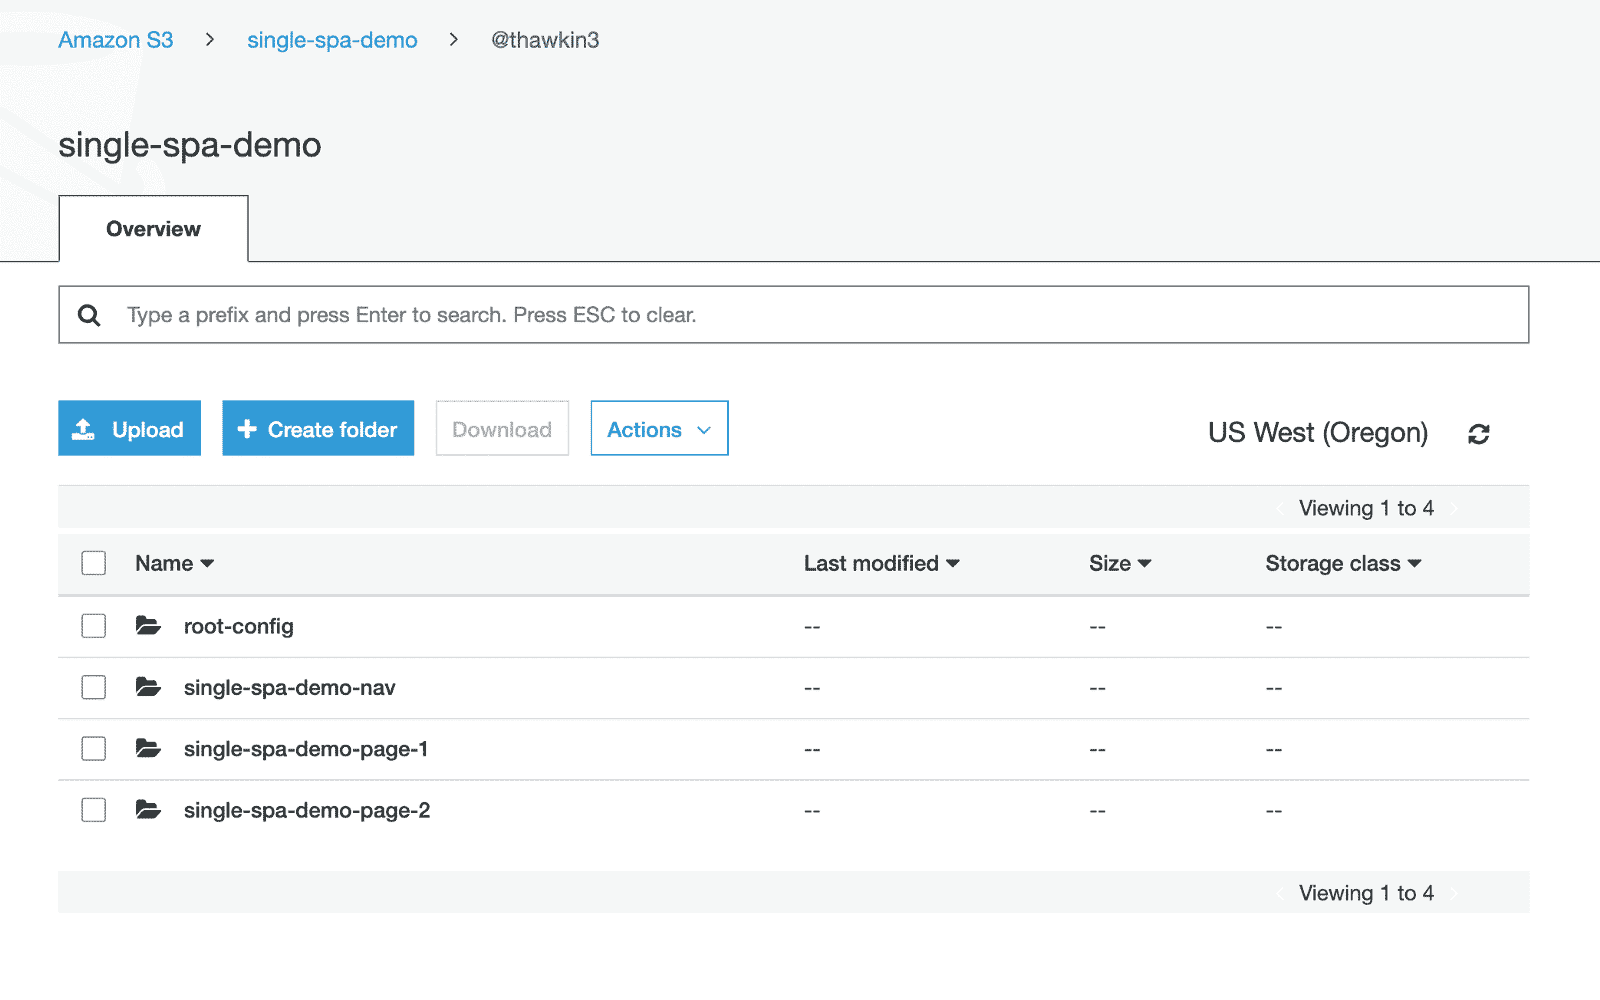 Amazon S3 > single-spa-demo > @thawkin3
single-spa-demo
Overview
Type a prefix and press Enter to search. Press ESC to clear.
Upload Create folder Download Actions US West (Oregon)
Viewing 1 to 4
Name Last modified Size Storage class
root-config -- -- --
single-spa-demo-nav -- -- --
single-spa-demo-page-1 -- -- --
single-spa-demo-page-2 -- -- --
Viewing 1 to 4